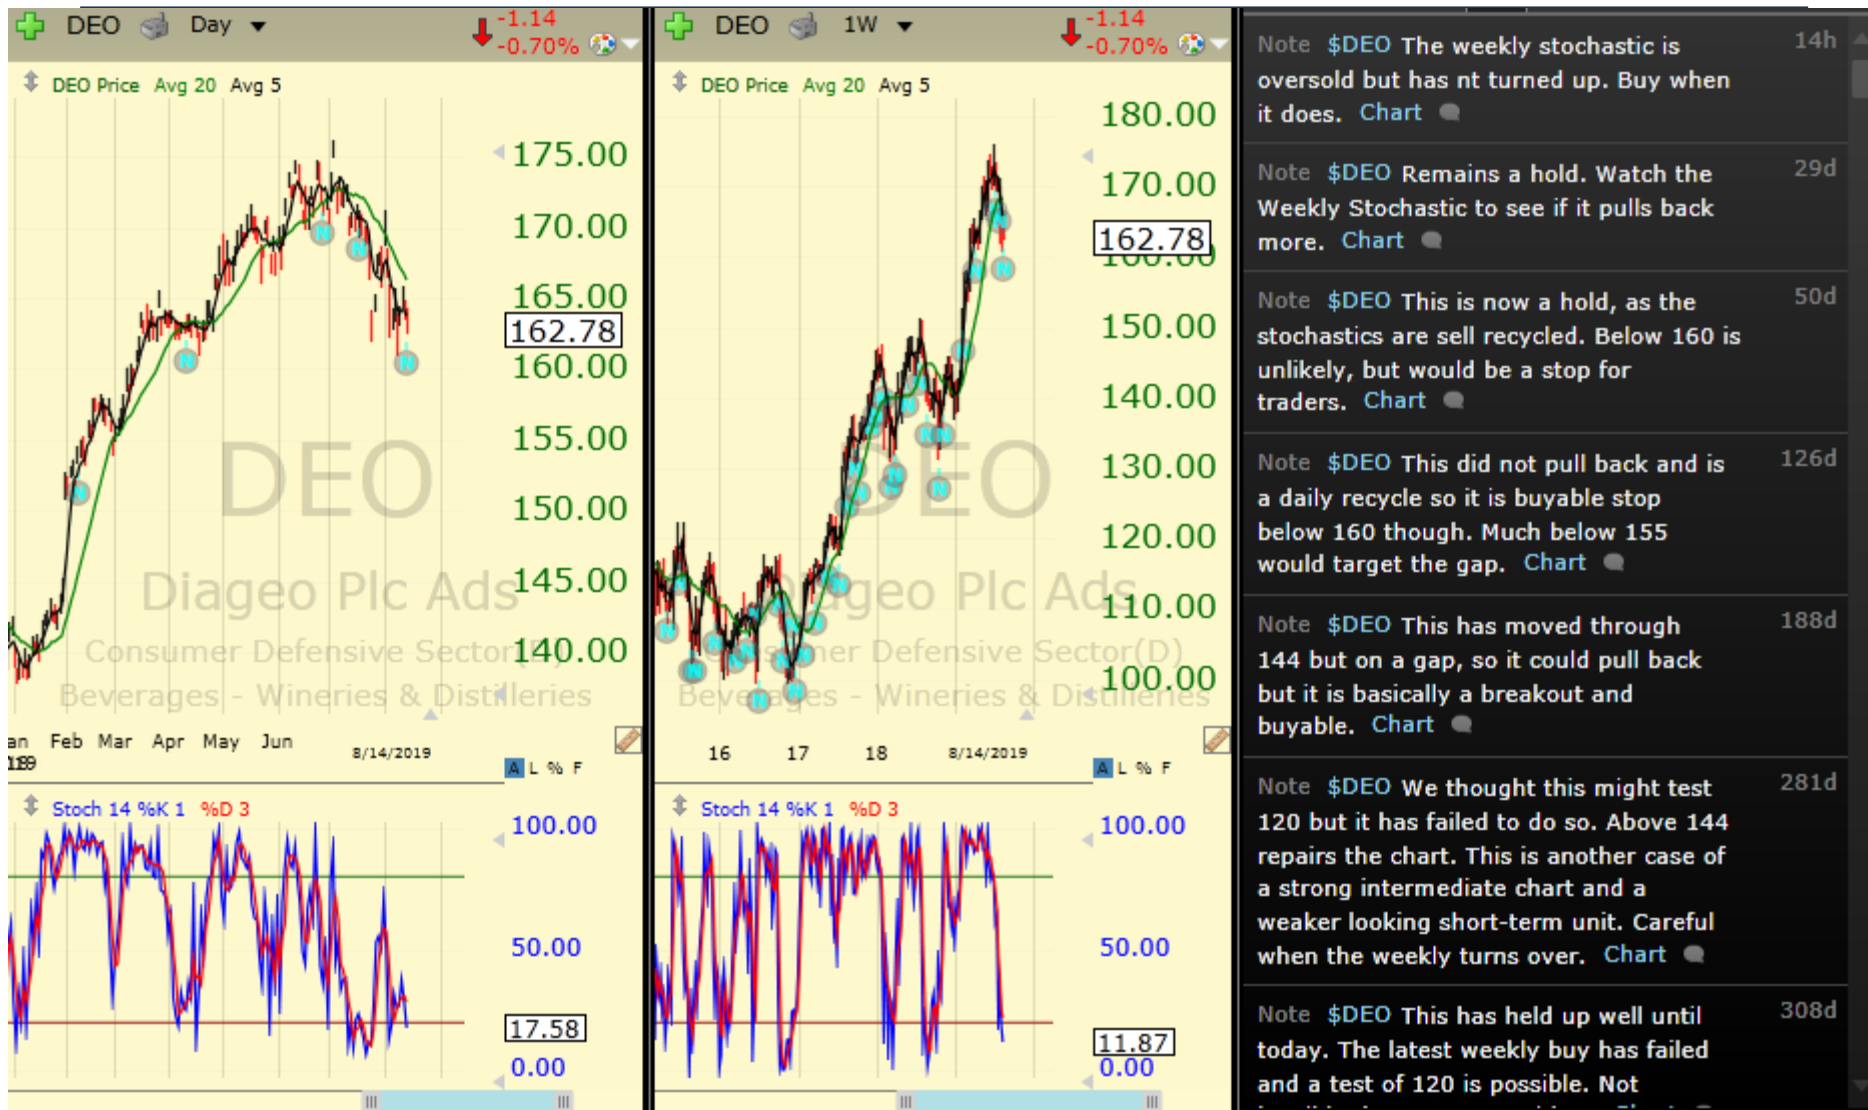 DEO Day -1.14
-0.70%
DEO Price Avg 20 Avg 5
175.00
170.00
165.00
162.78
160.00
155.00
150.00
145.00
140.00
DEO
Diageo Plc Ads
Consumer Defensive Sector(D)
Beverages - Wineries & Distilleries
N
N
N
N
N
Feb Mar Apr May Jun
8/14/2019
A L % F
Stoch 14 %K 1 %D 3
100.00
50.00
17.58
0.00
DEO 1W -1.14
-0.70%
DEO Price Avg 20 Avg 5
180.00
170.00
162.78
160.00
150.00
140.00
130.00
120.00
110.00
100.00
DEO
Diageo Plc Ads
Consumer Defensive Sector(D)
Beverages - Wineries & Distilleries
16 17 18 8/14/2019
A L % F
Stoch 14 %K 1 %D 3
100.00
50.00
11.87
0.00
Note $DEO The weekly stochastic is 14h
oversold but has nt turned up. Buy when
it does. Chart
Note $DEO Remains a hold. Watch the 29d
Weekly Stochastic to see if it pulls back
more. Chart
Note $DEO This is now a hold, as the 50d
stochastics are sell recycled. Below 160 is
unlikely, but would be a stop for
traders. Chart
Note $DEO This did not pull back and is 126d
a daily recycle so it is buyable stop
below 160 though. Much below 155
would target the gap. Chart
Note $DEO This has moved through 188d
144 but on a gap, so it could pull back
but it is basically a breakout and
buyable. Chart
Note $DEO We thought this might test 281d
120 but it has failed to do so. Above 144
repairs the chart. This is another case of
a strong intermediate chart and a
weaker looking short-term unit. Careful
when the weekly turns over. Chart
Note $DEO This has held up well until 308d
today. The latest weekly buy has failed
and a test of 120 is possible. Not